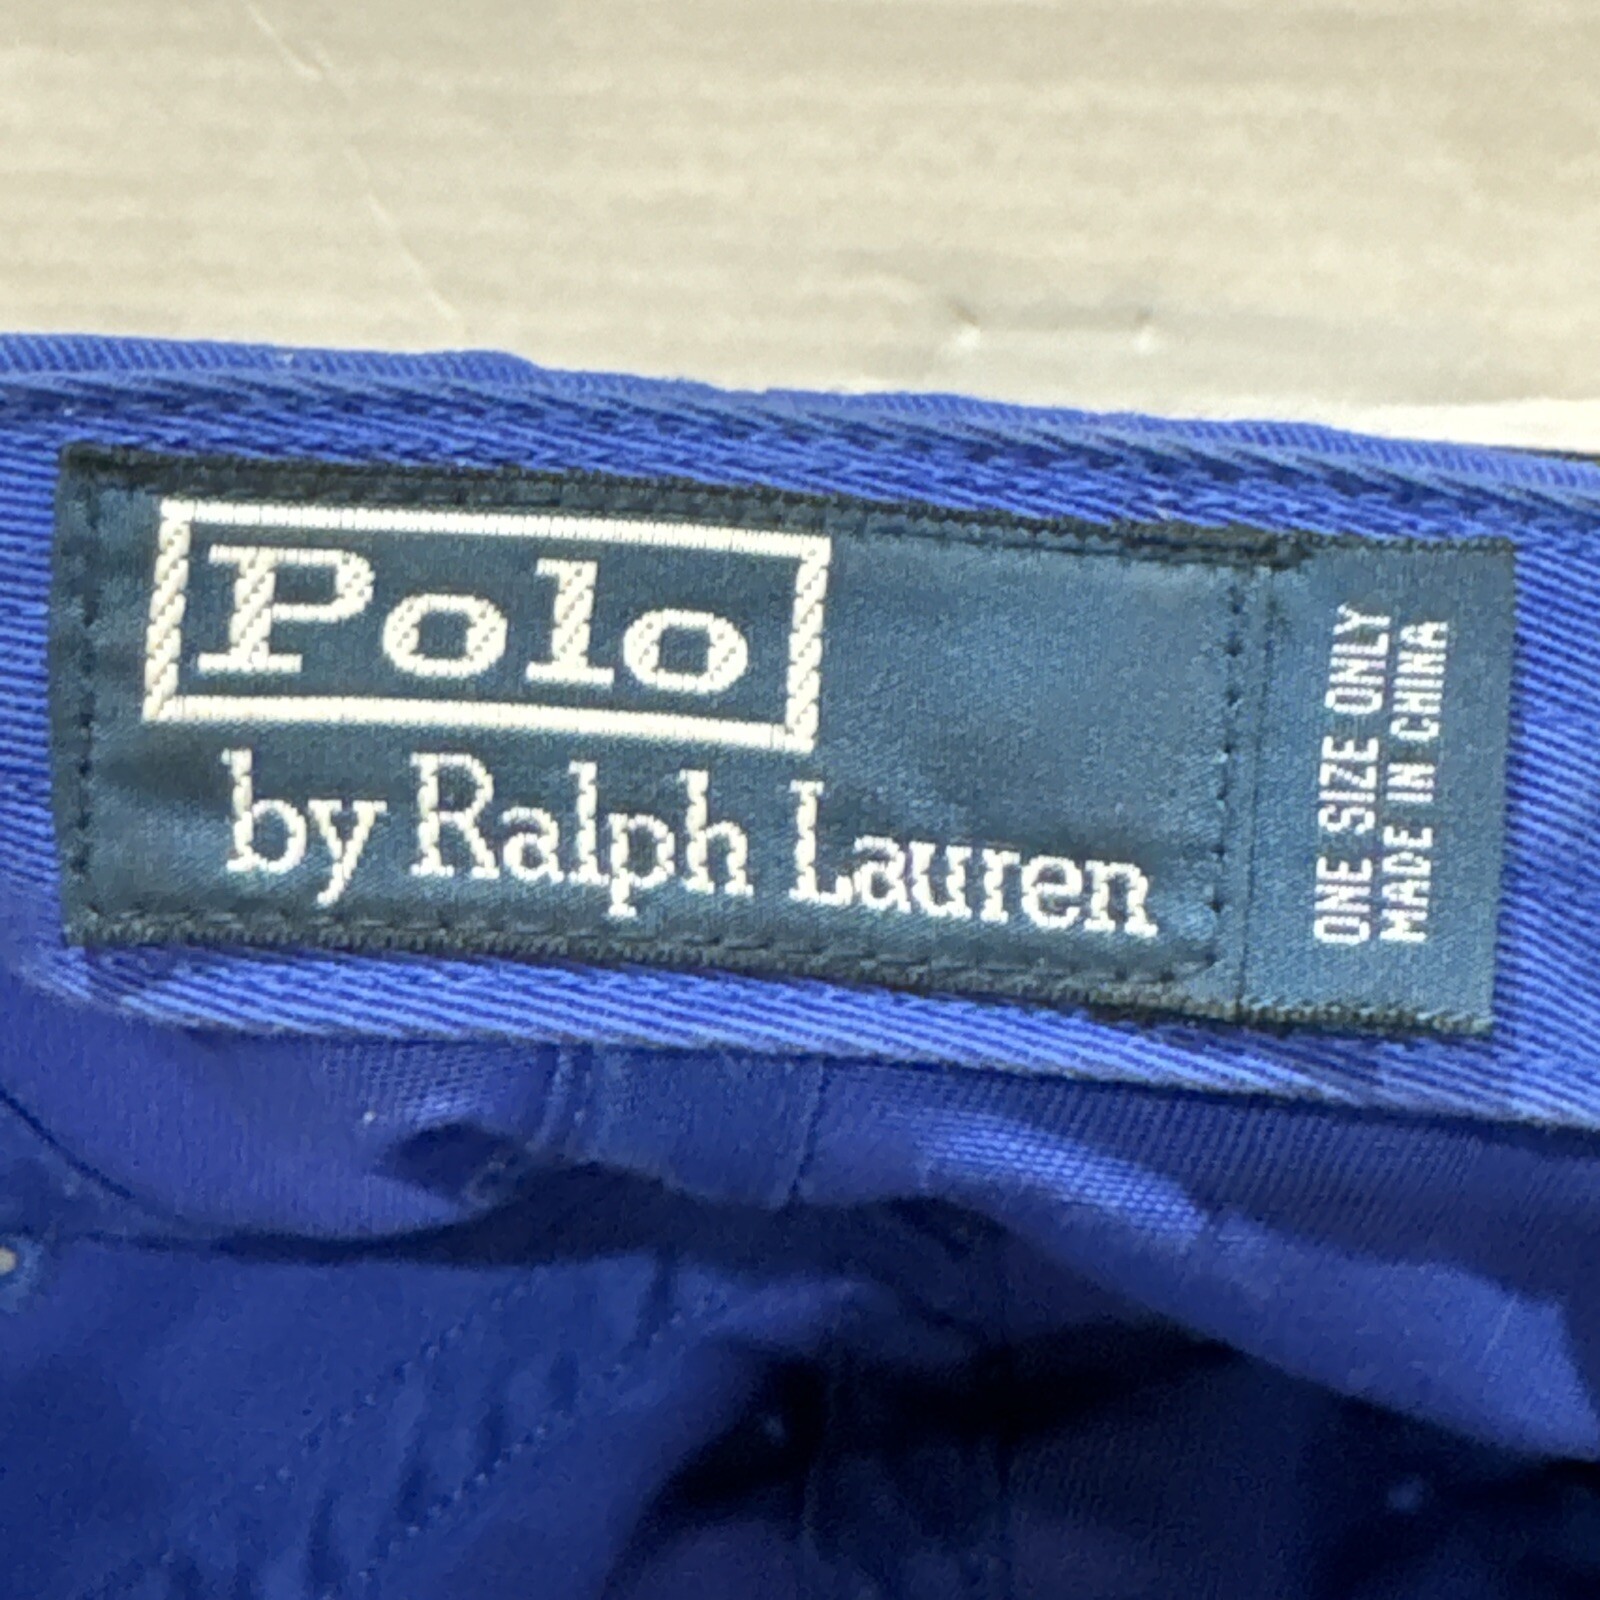 Polo
by Ralph Lauren
ONE SIZE ONLY
MADE IN CHINA